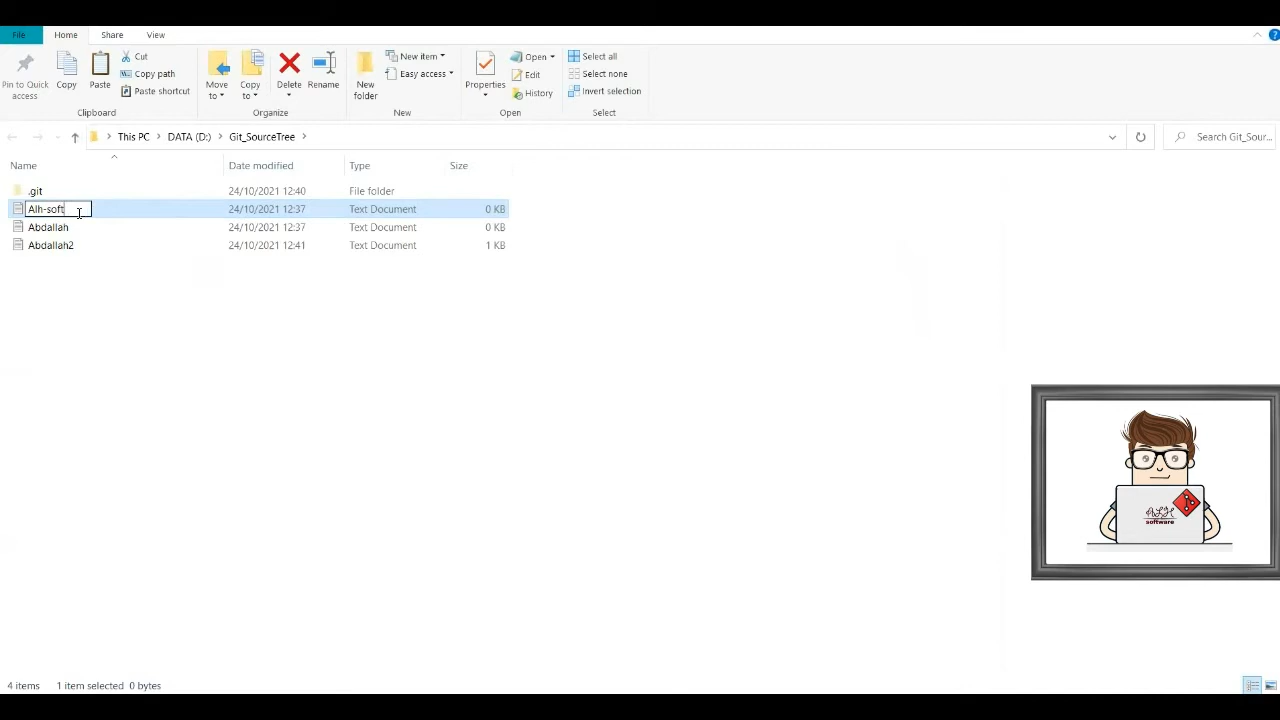 File Home Share View
Pin to Quick access
Copy
Paste
Cut
Copy path
Paste shortcut
Clipboard
Move to
Copy to
Delete
Rename
Organize
New folder
New item
Easy access
New
Properties
Open
Edit
History
Open
Select all
Select none
Invert selection
Select
This PC DATA (D:) Git_SourceTree
Search Git_Sour...
Name Date modified Type Size
.git 24/10/2021 12:40 File folder
Alh-soft 24/10/2021 12:37 Text Document 0 KB
Abdallah 24/10/2021 12:37 Text Document 0 KB
Abdallah2 24/10/2021 12:41 Text Document 1 KB
ALH
software
4 items 1 item selected 0 bytes